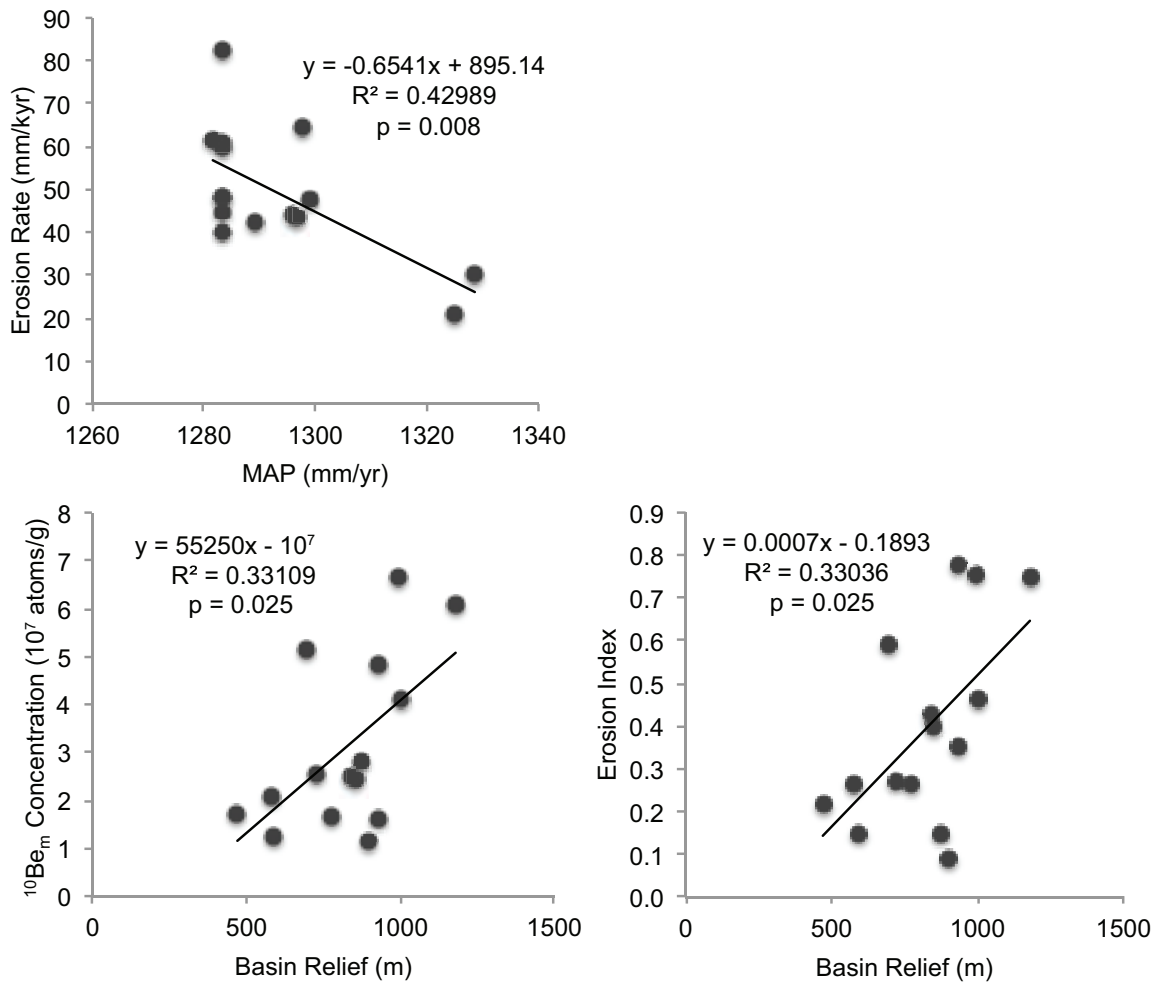 90
80
70
60
50
40
30
20
10
0
Erosion Rate (mm/kyr)
y = -0.6541x + 895.14
R² = 0.42989
p = 0.008
1260 1280 1300 1320 1340
MAP (mm/yr)
8
7
6
5
4
3
2
1
0
¹⁰Beₘ Concentration (10⁷ atoms/g)
y = 55250x - 10⁷
R² = 0.33109
p = 0.025
0 500 1000 1500
Basin Relief (m)
0.9
0.8
0.7
0.6
0.5
0.4
0.3
0.2
0.1
0.0
Erosion Index
y = 0.0007x - 0.1893
R² = 0.33036
p = 0.025
0 500 1000 1500
Basin Relief (m)